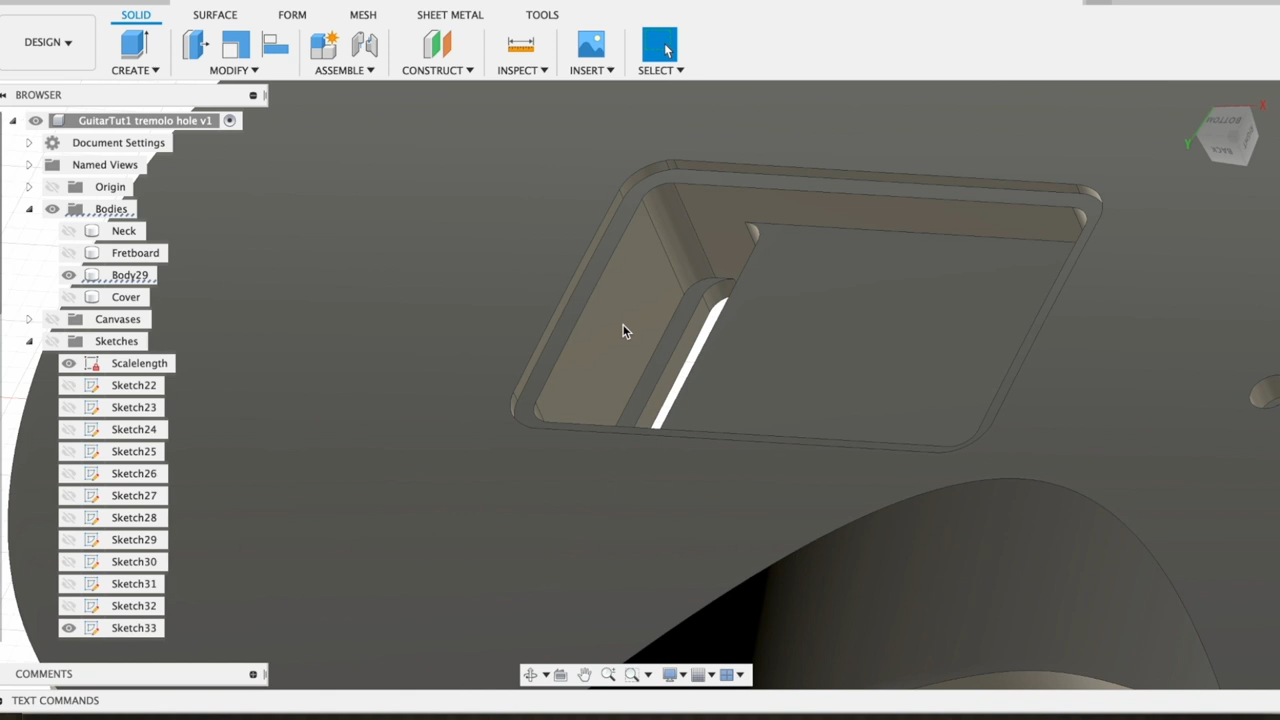 SOLID SURFACE FORM MESH SHEET METAL TOOLS
DESIGN
CREATE MODIFY ASSEMBLE CONSTRUCT INSPECT INSERT SELECT
BROWSER
GuitarTut1 tremolo hole v1
Document Settings
Named Views
Origin
Bodies
Neck
Fretboard
Body29
Cover
Canvases
Sketches
Scalelength
Sketch22
Sketch23
Sketch24
Sketch25
Sketch26
Sketch27
Sketch28
Sketch29
Sketch30
Sketch31
Sketch32
Sketch33
X
BOTTOM
Y
BACK
COMMENTS
TEXT COMMANDS